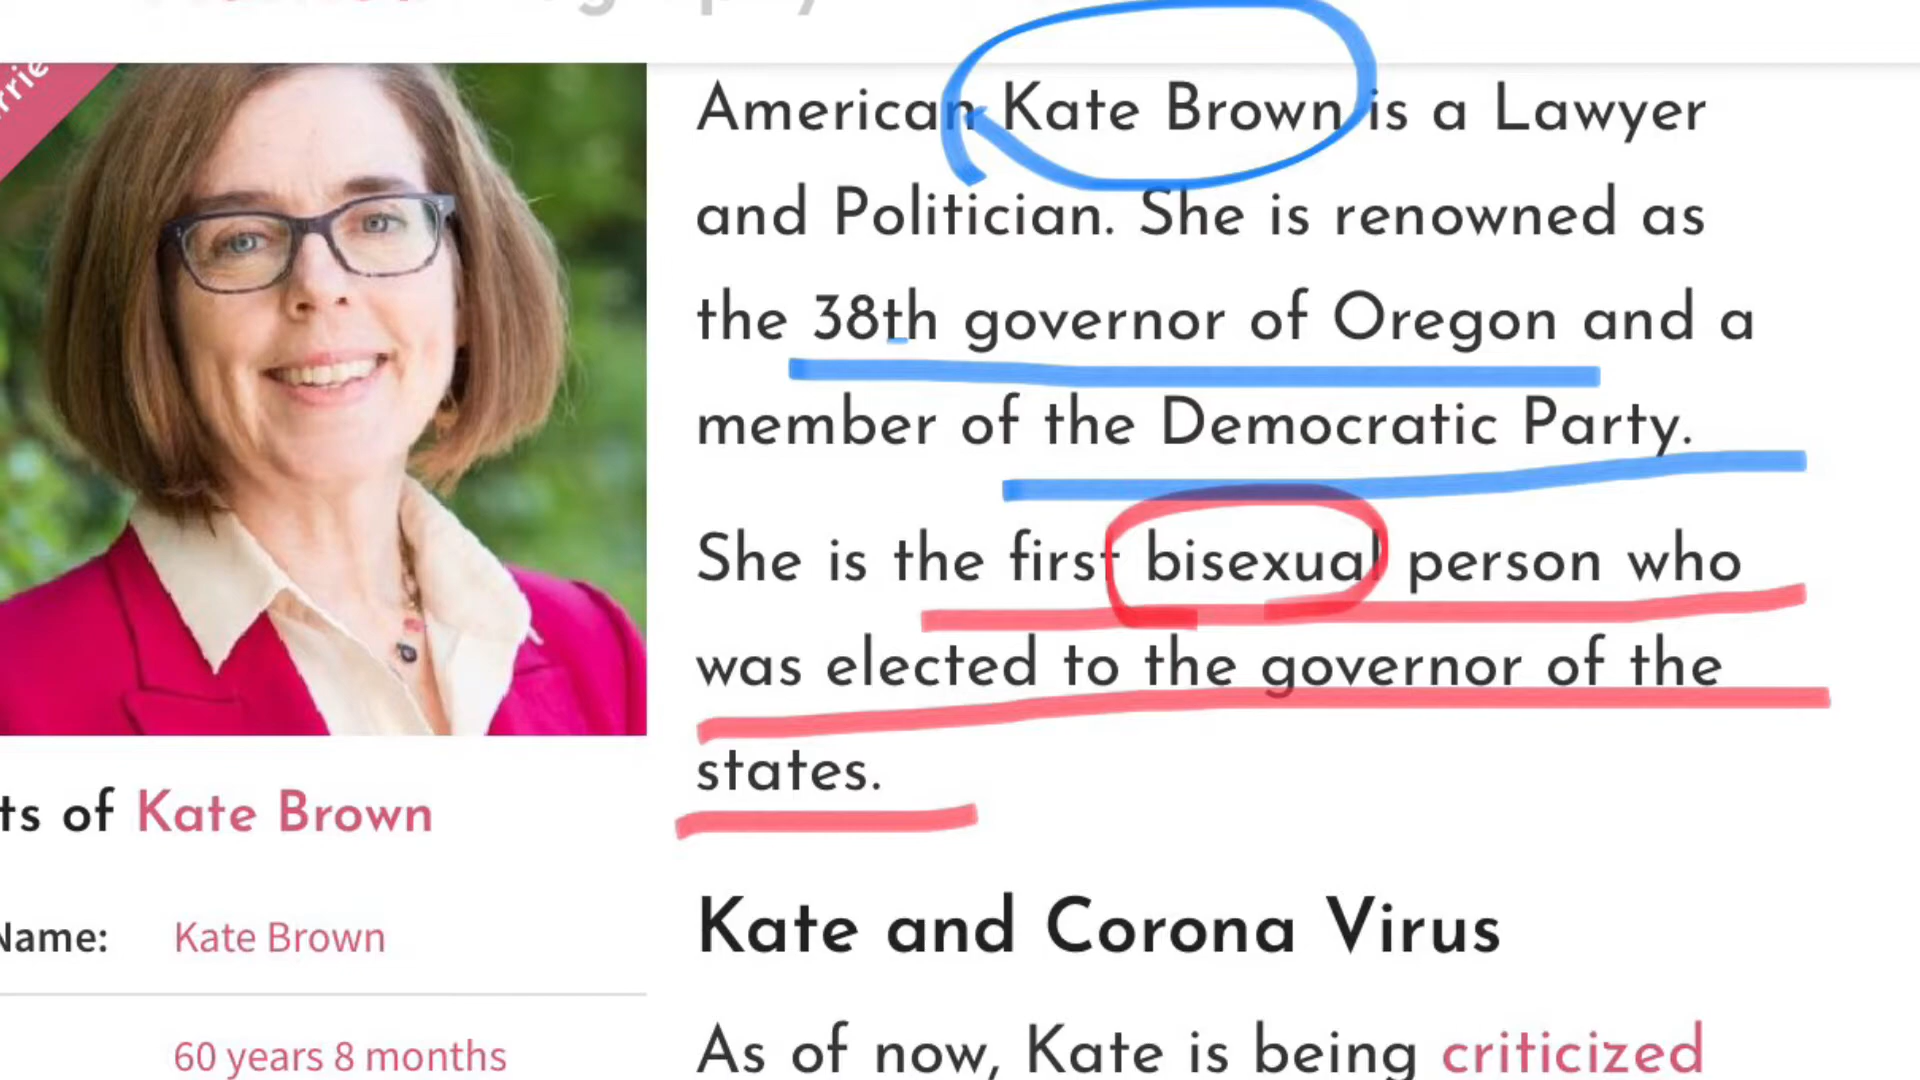 American Kate Brown is a Lawyer
and Politician. She is renowned as
the 38th governor of Oregon and a
member of the Democratic Party.
She is the first bisexual person who
was elected to the governor of the
states.
ts of Kate Brown
Name: Kate Brown
60 years 8 months
Kate and Corona Virus
As of now, Kate is being criticized